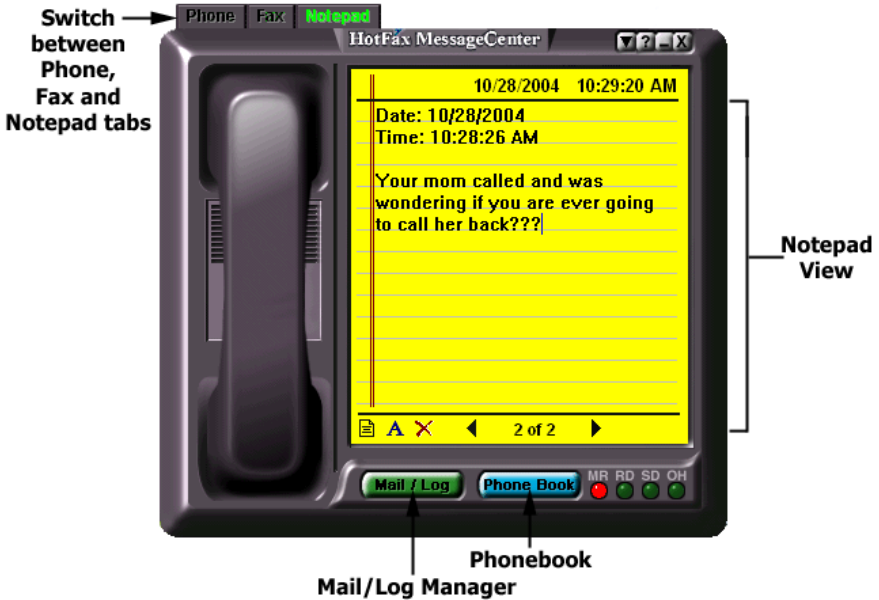 Switch
between
Phone,
Fax and
Notepad tabs
Phone Fax Notepad
HotFax MessageCenter
?
X
10/28/2004 10:29:20 AM
Date: 10/28/2004
Time: 10:28:26 AM
Your mom called and was
wondering if you are ever going
to call her back???
A
2 of 2
Notepad
View
Mail / Log Phone Book MR RD SD OH
Phonebook
Mail/Log Manager